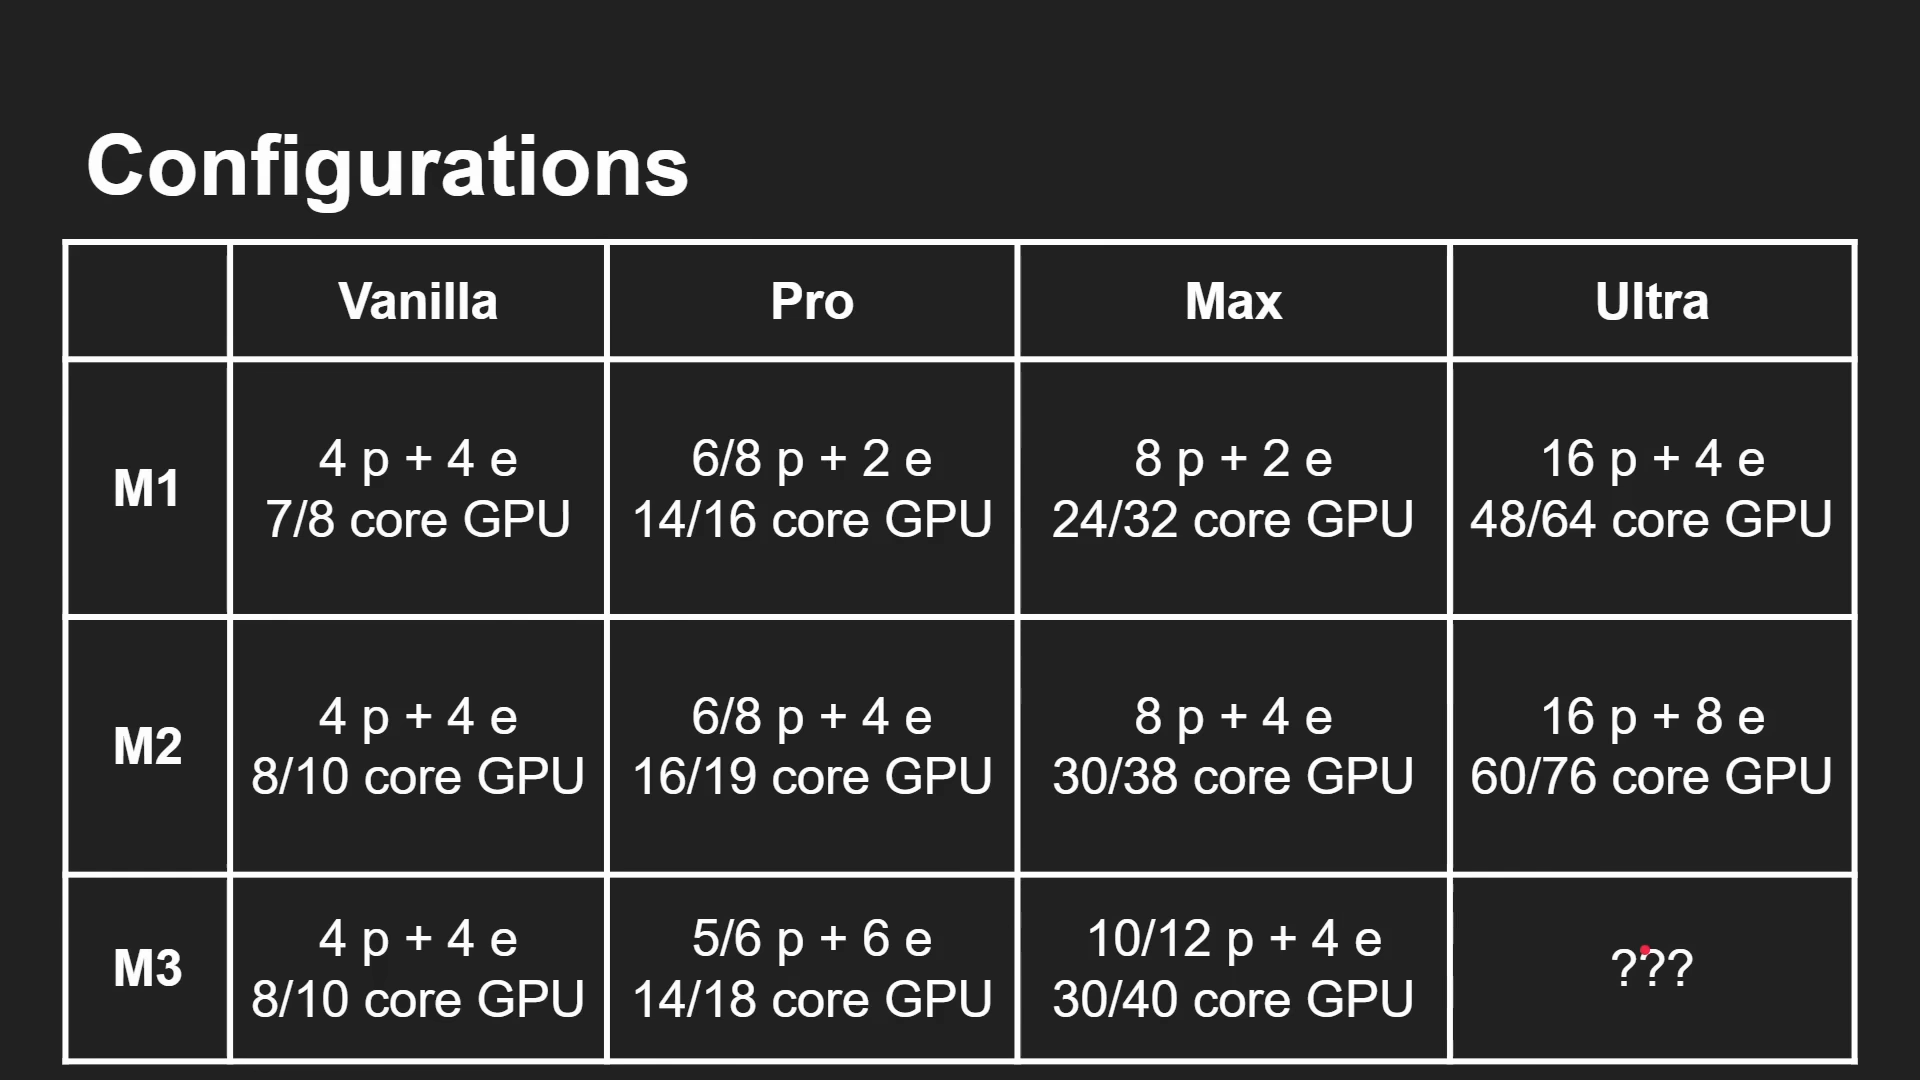 Configurations
Vanilla
Pro
Max
Ultra
M1
4 p + 4 e
7/8 core GPU
6/8 p + 2 e
14/16 core GPU
8 p + 2 e
24/32 core GPU
16 p + 4 e
48/64 core GPU
M2
4 p + 4 e
8/10 core GPU
6/8 p + 4 e
16/19 core GPU
8 p + 4 e
30/38 core GPU
16 p + 8 e
60/76 core GPU
M3
4 p + 4 e
8/10 core GPU
5/6 p + 6 e
14/18 core GPU
10/12 p + 4 e
30/40 core GPU
???